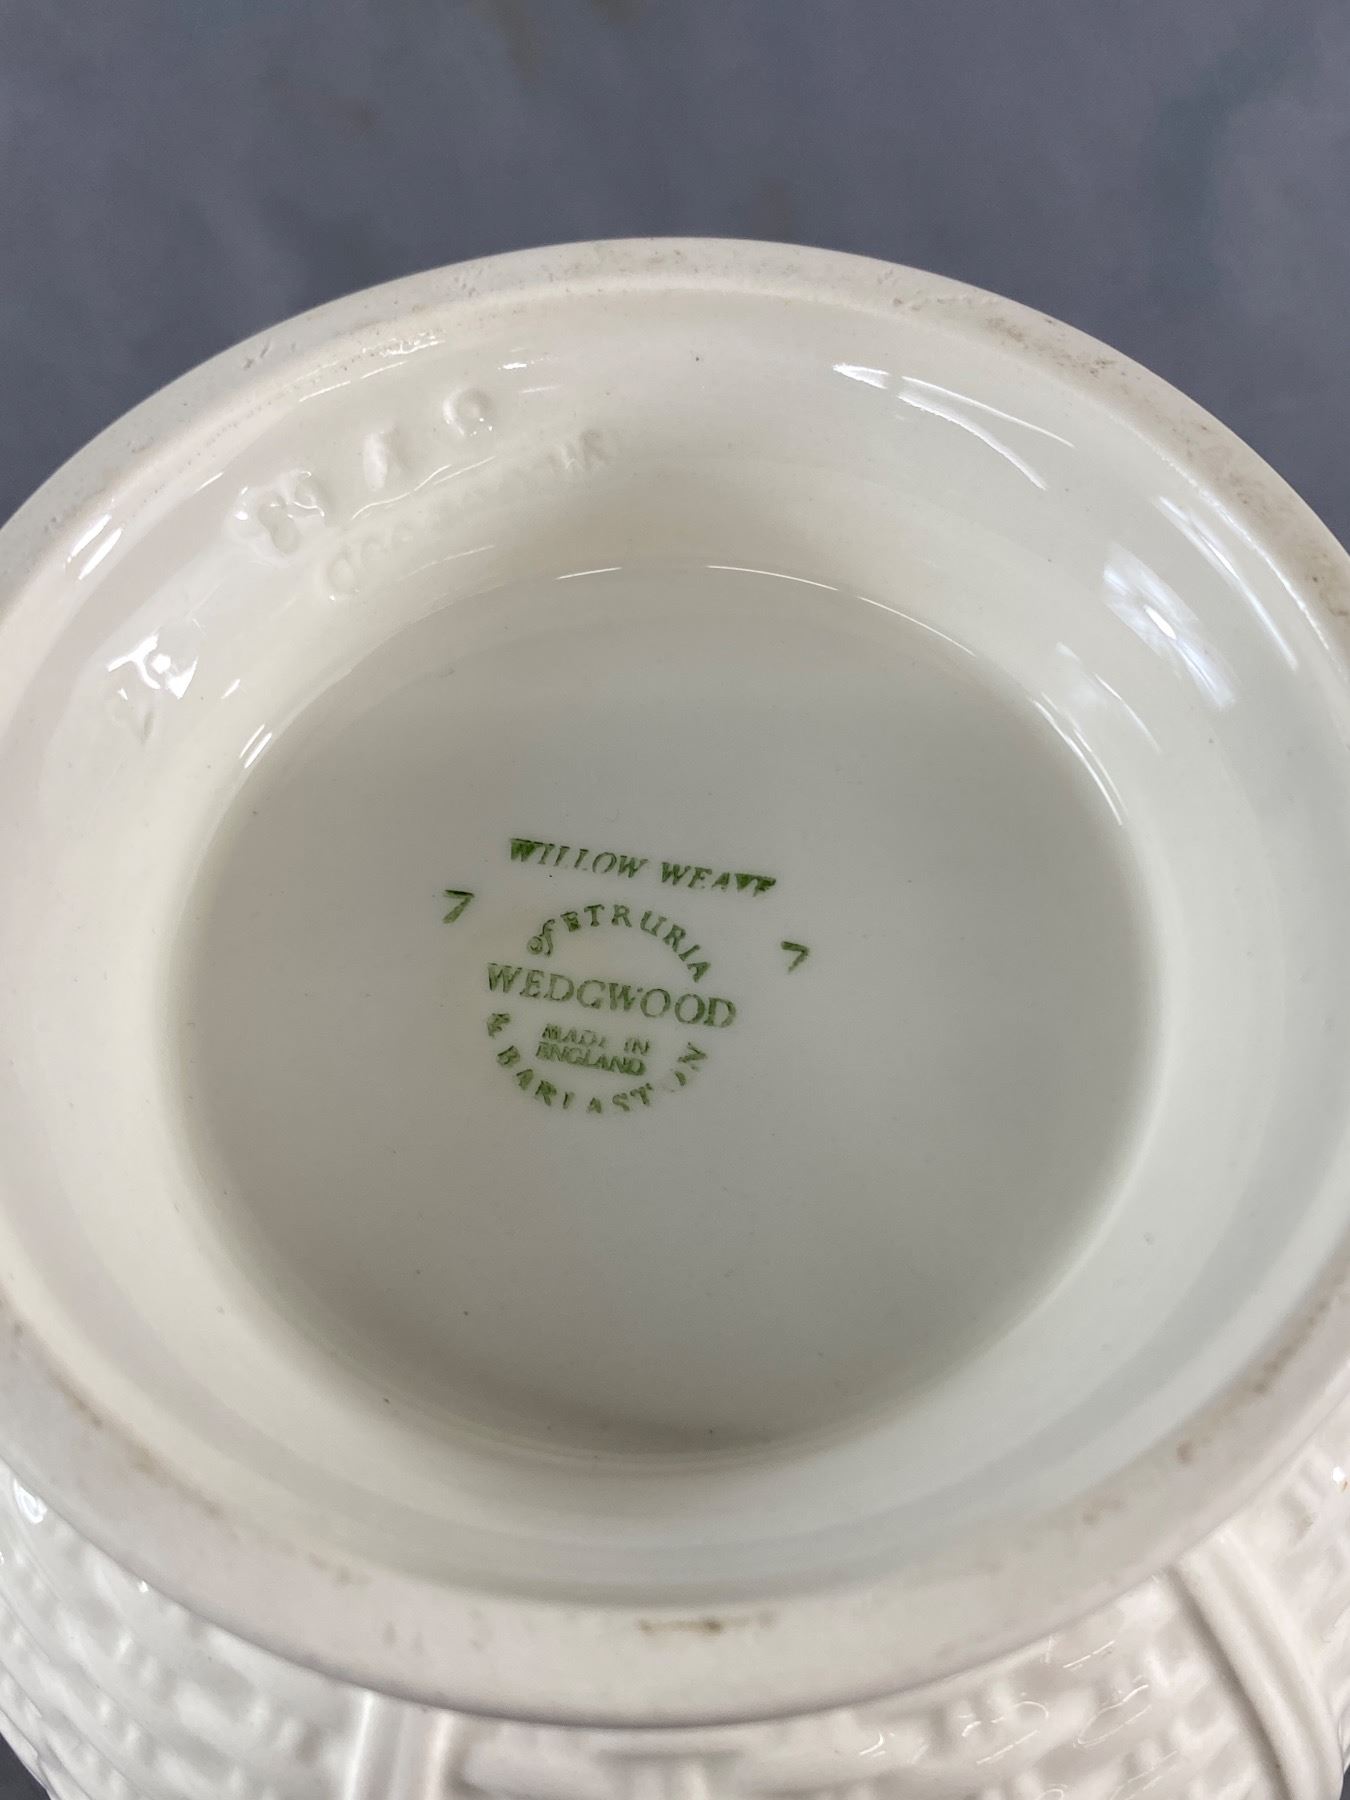 WILLOW WEAVE
7 7
of ETRURIA
WEDGWOOD
MADE IN
ENGLAND
& BARLASTON